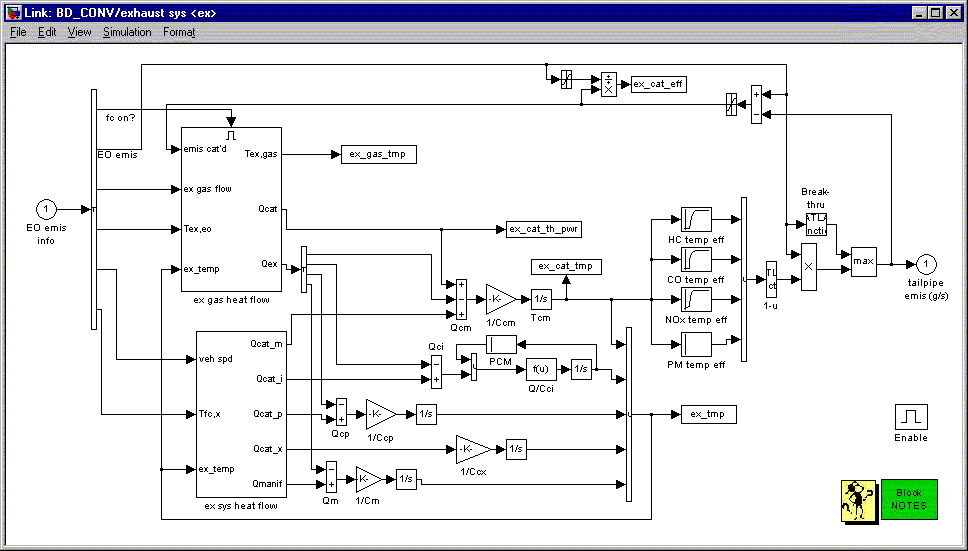 Link: BD_CONV/exhaust sys <ex>
File Edit View Simulation Format
÷
×
ex_cat_eff
+
−
fc on?
EO emis
emis cat'd
Tex,gas
ex_gas_tmp
ex gas flow
Break-
thru
1
Qcat
EO emis
info
Tex,eo
ex_cat_th_pwr
HC temp eff
ex_temp
Qex
ex_cat_tmp
×
max
1
CO temp eff
tailpipe
emis (g/s)
ex gas heat flow
+
−
+
-K-
1/s
Qcm
1/Ccm
Tcm
NOx temp eff
1-u
Qcat_m
Qci
PCM
veh spd
−
+
f(u)
1/s
PM temp eff
Qcat_i
Q/Cci
Tfc,x
Qcat_p
−
+
-K-
1/s
ex_tmp
Qcp
1/Ccp
Enable
Qcat_x
-K-
1/s
ex_temp
1/Ccx
Qmanif
−
+
-K-
1/s
Qm
1/Cm
ex sys heat flow
Block
NOTES